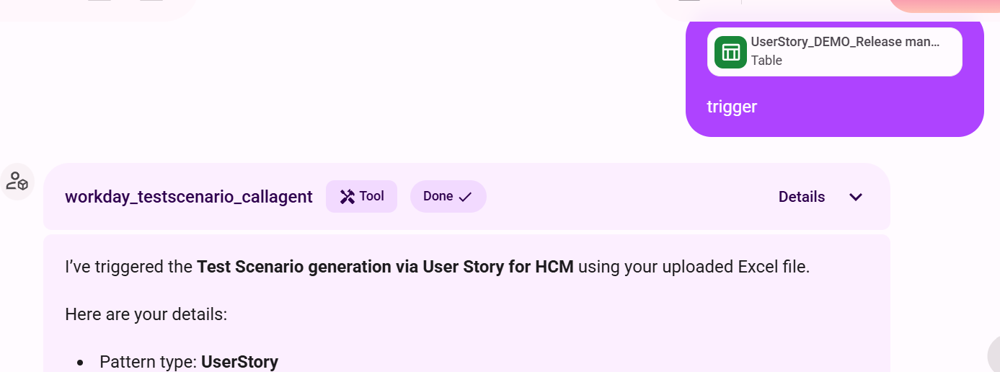 UserStory_DEMO_Release man...
Table
trigger
workday_testscenario_callagent Tool Done Details
I’ve triggered the Test Scenario generation via User Story for HCM using your uploaded Excel file.
Here are your details:
• Pattern type: UserStory